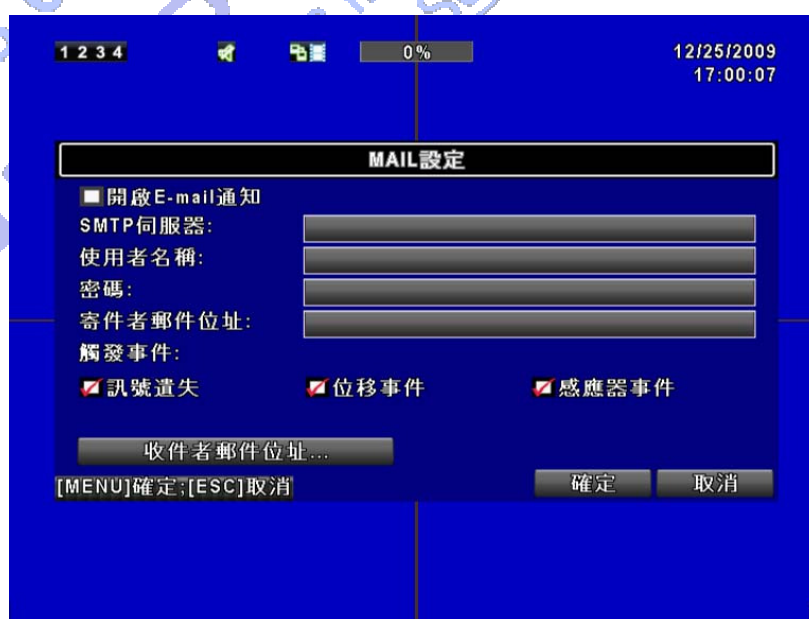 1 2 3 4 0% 12/25/2009
17:00:07
MAIL設定
開啟E-mail通知
SMTP伺服器:
使用者名稱:
密碼:
寄件者郵件位址:
觸發事件:
訊號遺失 位移事件 感應器事件
收件者郵件位址...
[MENU]確定;[ESC]取消 確定 取消